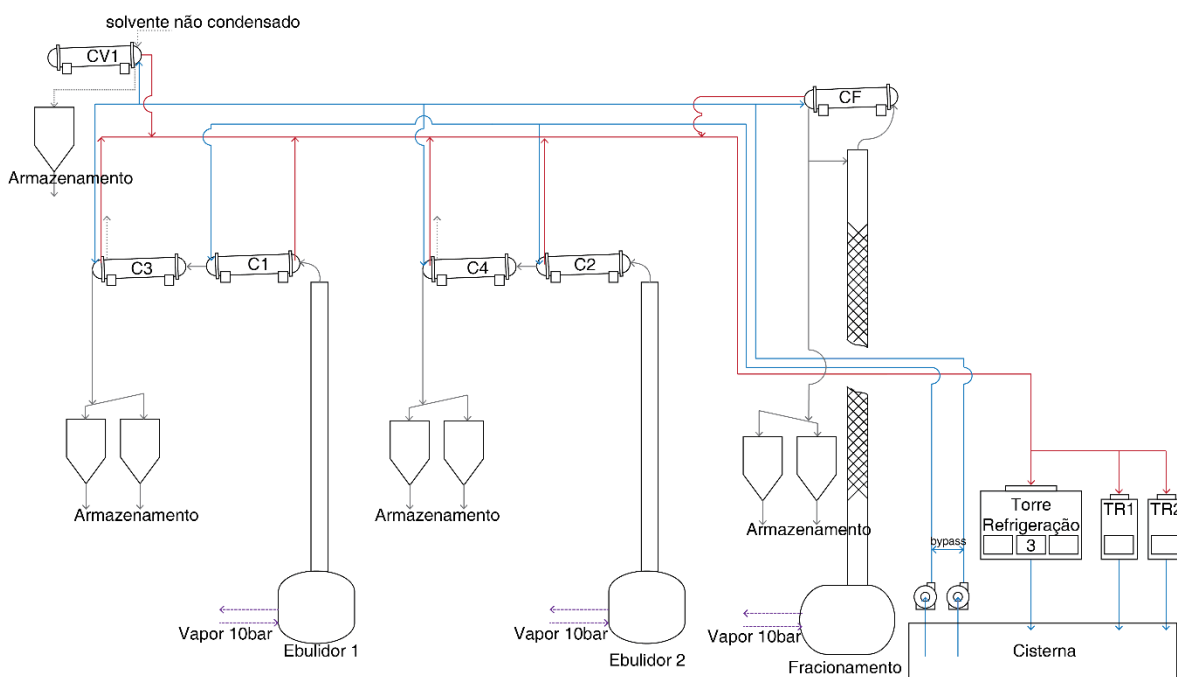 solvente não condensado
CV1
CF
Armazenamento
C3
C1
C4
C2
Armazenamento
Armazenamento
Armazenamento
Torre
Refrigeração
3
TR1
TR2
bypass
Vapor 10bar
Ebulidor 1
Vapor 10bar
Ebulidor 2
Vapor 10bar
Fracionamento
Cisterna